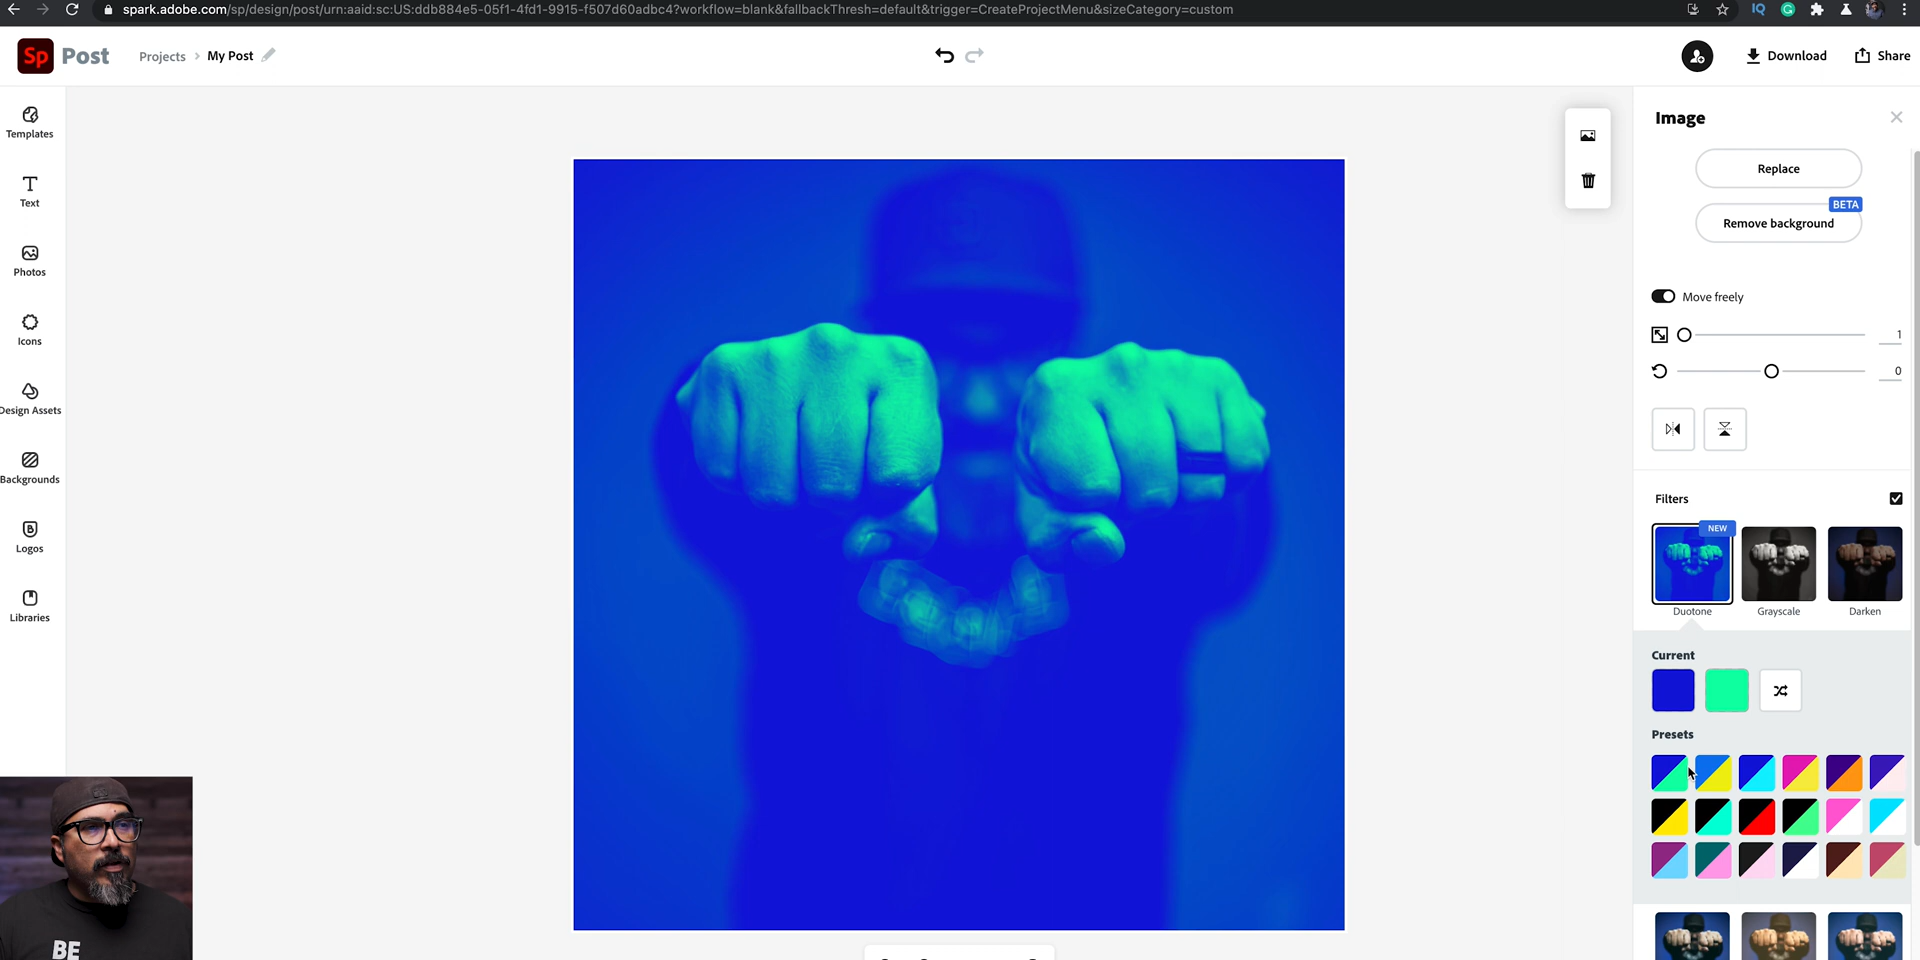 spark.adobe.com/sp/design/post/urn:aaid:sc:US:ddb884e5-05f1-4fd1-9915-f507d60adbc4?workflow=blank&fallbackThresh=default&trigger=CreateProjectMenu&sizeCategory=custom
IQ
G
Sp Post
Projects > My Post
Download
Share
Templates
Text
Photos
Icons
Design Assets
Backgrounds
Logos
Libraries
Image
Replace
BETA
Remove background
Move freely
1
0
Filters
NEW
Duotone
Grayscale
Darken
Current
Presets
BE